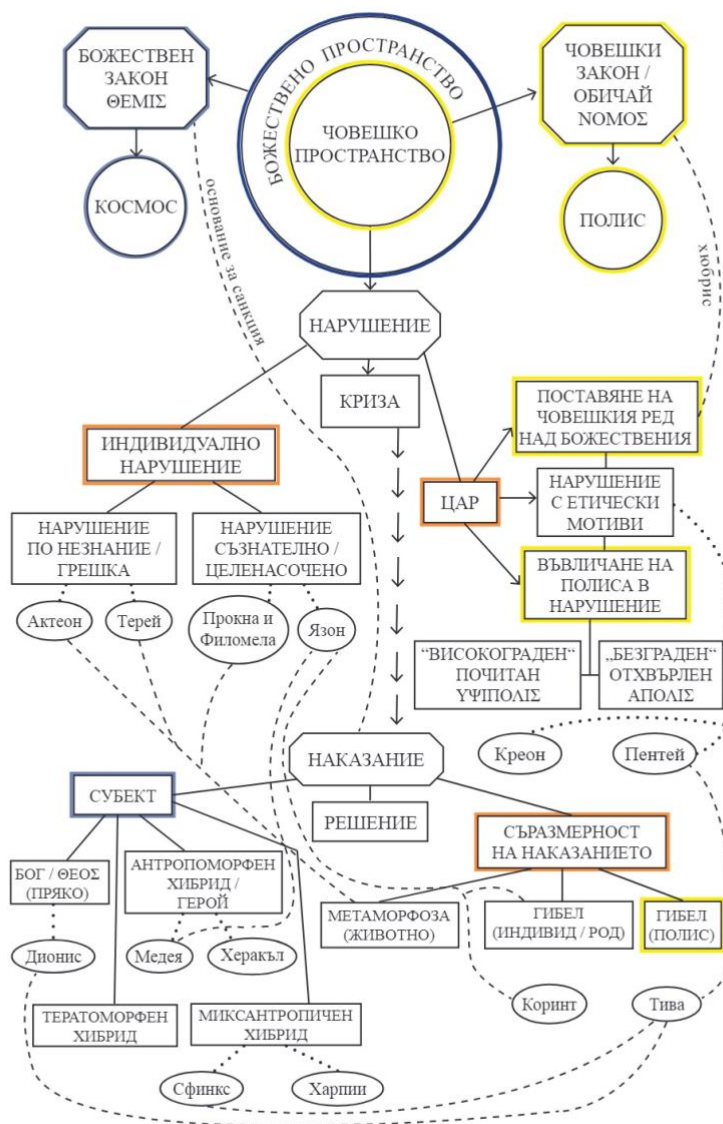 БОЖЕСТВЕН
ЗАКОН
ΘΕΜΙΣ
БОЖЕСТВЕНО ПРОСТРАНСТВО
ЧОВЕШКО
ПРОСТРАНСТВО
ЧОВЕШКИ
ЗАКОН /
ОБИЧАЙ
ΝΟΜΟΣ
КОСМОС
ПОЛИС
основание за санкция
хюбрис
НАРУШЕНИЕ
КРИЗА
ИНДИВИДУАЛНО
НАРУШЕНИЕ
ЦАР
ПОСТАВЯНЕ НА
ЧОВЕШКИЯ РЕД
НАД БОЖЕСТВЕНИЯ
НАРУШЕНИЕ
С ЕТИЧЕСКИ
МОТИВИ
ВЪВЛИЧАНЕ НА
ПОЛИСА В
НАРУШЕНИЕ
НАРУШЕНИЕ
ПО НЕЗНАНИЕ /
ГРЕШКА
НАРУШЕНИЕ
СЪЗНАТЕЛНО /
ЦЕЛЕНАСОЧЕНО
Актеон
Терей
Прокна и
Филомела
Язон
“ВИСОКОГРАДЕН“
ПОЧИТАН
ΥΨΙΠΟΛΙΣ
„БЕЗГРАДЕН“
ОТХВЪРЛЕН
ΑΠΟΛΙΣ
Креон
Пентей
НАКАЗАНИЕ
СУБЕКТ
РЕШЕНИЕ
СЪРАЗМЕРНОСТ
НА НАКАЗАНИЕТО
БОГ / ΘΕΟΣ
(ПРЯКО)
АНТРОПОМОРФЕН
ХИБРИД /
ГЕРОЙ
МЕТАМОРФОЗА
(ЖИВОТНО)
ГИБЕЛ
(ИНДИВИД / РОД)
ГИБЕЛ
(ПОЛИС)
Дионис
Медея
Херакъл
ТЕРАТОМОРФЕН
ХИБРИД
МИКСАНТРОПИЧЕН
ХИБРИД
Коринт
Тива
Сфинкс
Харпии